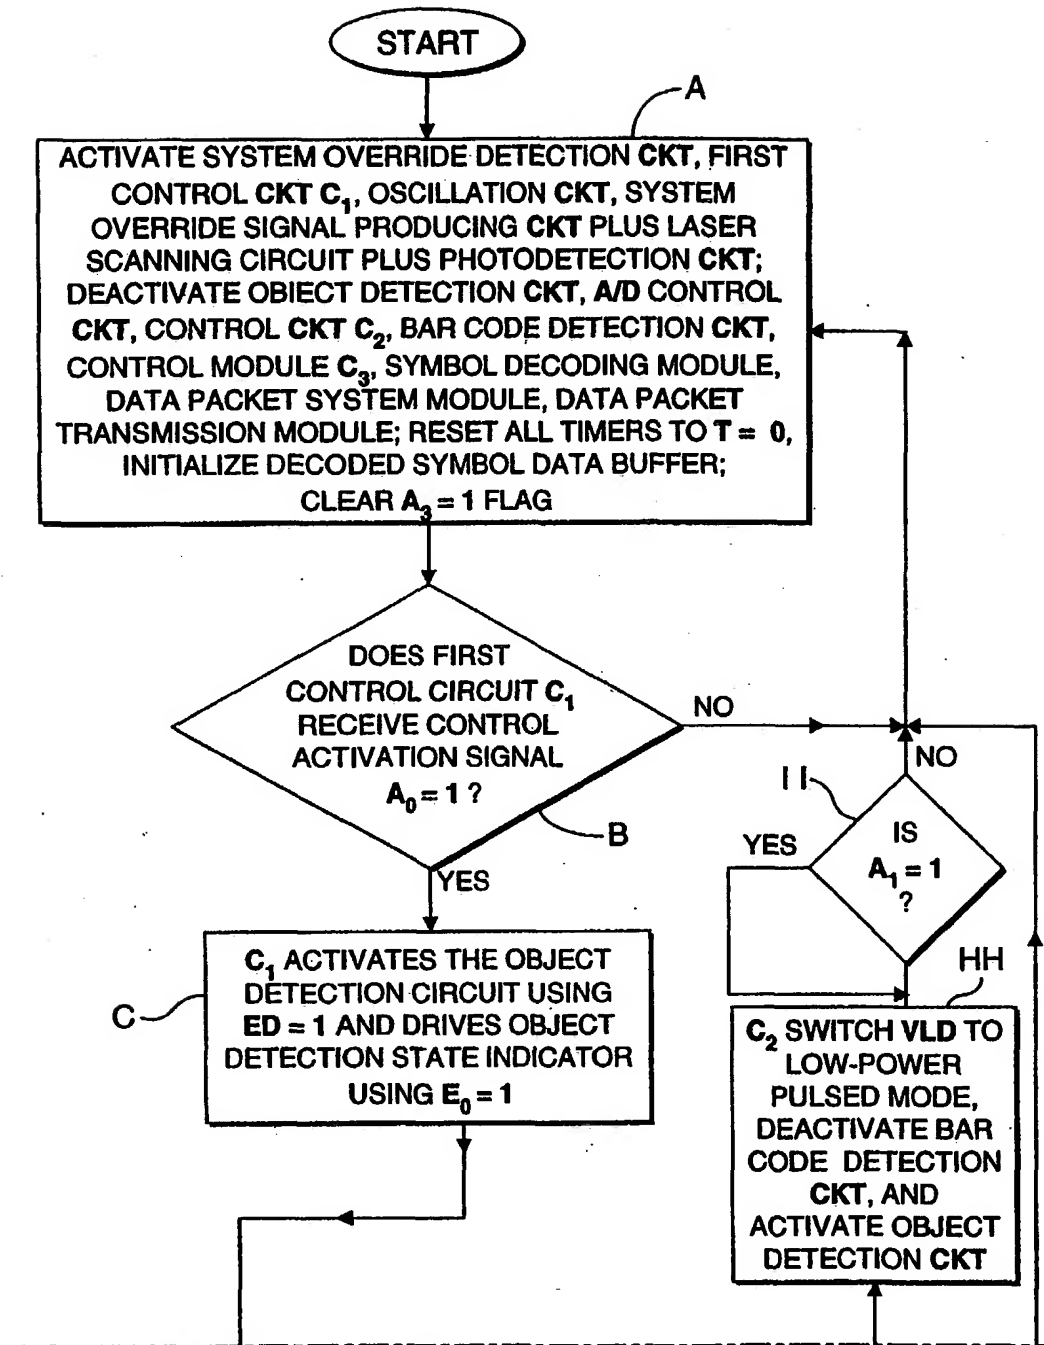 START
A
ACTIVATE SYSTEM OVERRIDE DETECTION CKT, FIRST
CONTROL CKT C₁, OSCILLATION CKT, SYSTEM
OVERRIDE SIGNAL PRODUCING CKT PLUS LASER
SCANNING CIRCUIT PLUS PHOTODETECTION CKT;
DEACTIVATE OBIECT DETECTION CKT, A/D CONTROL
CKT, CONTROL CKT C₂, BAR CODE DETECTION CKT,
CONTROL MODULE C₃, SYMBOL DECODING MODULE,
DATA PACKET SYSTEM MODULE, DATA PACKET
TRANSMISSION MODULE; RESET ALL TIMERS TO T = 0,
INITIALIZE DECODED SYMBOL DATA BUFFER;
CLEAR A₃ = 1 FLAG
DOES FIRST
CONTROL CIRCUIT C₁
RECEIVE CONTROL
ACTIVATION SIGNAL
A₀ = 1 ?
NO
B
YES
NO
II
IS
A₁ = 1
?
YES
C
C₁ ACTIVATES THE OBJECT
DETECTION CIRCUIT USING
ED = 1 AND DRIVES OBJECT
DETECTION STATE INDICATOR
USING E₀ = 1
HH
C₂ SWITCH VLD TO
LOW-POWER
PULSED MODE,
DEACTIVATE BAR
CODE DETECTION
CKT, AND
ACTIVATE OBJECT
DETECTION CKT